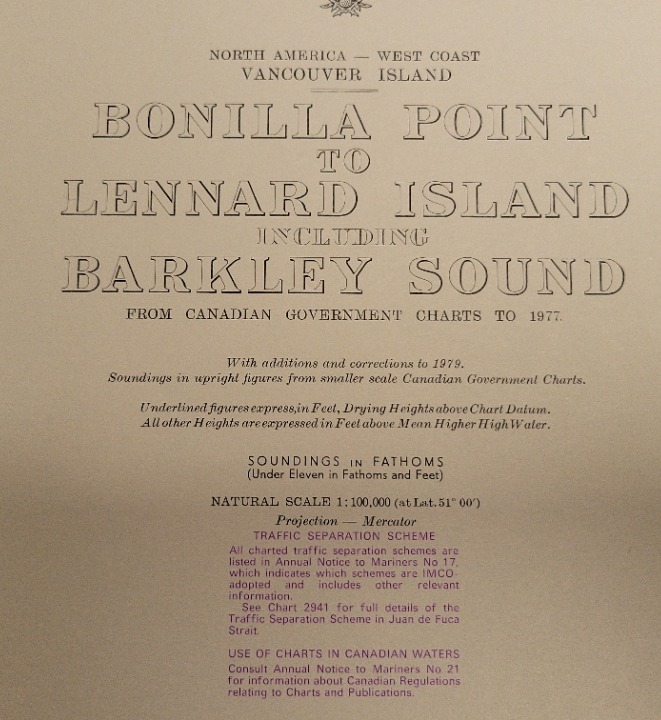 NORTH AMERICA — WEST COAST
VANCOUVER ISLAND
BONILLA POINT
TO
LENNARD ISLAND
INCLUDING
BARKLEY SOUND
FROM CANADIAN GOVERNMENT CHARTS TO 1977.
With additions and corrections to 1979.
Soundings in upright figures from smaller scale Canadian Government Charts.
Underlined figures express, in Feet, Drying Heights above Chart Datum.
All other Heights are expressed in Feet above Mean Higher High Water.
SOUNDINGS IN FATHOMS
(Under Eleven in Fathoms and Feet)
NATURAL SCALE 1:100,000 (at Lat. 51° 00')
Projection — Mercator
TRAFFIC SEPARATION SCHEME
All charted traffic separation schemes are
listed in Annual Notice to Mariners No 17,
which indicates which schemes are IMCO-
adopted and includes other relevant
information.
See Chart 2941 for full details of the
Traffic Separation Scheme in Juan de Fuca
Strait.
USE OF CHARTS IN CANADIAN WATERS
Consult Annual Notice to Mariners No 21
for information about Canadian Regulations
relating to Charts and Publications.